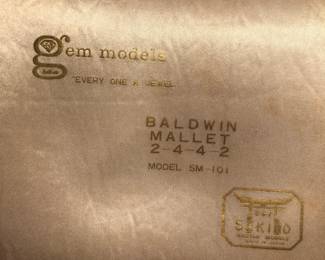 gem models
"EVERY ONE A JEWEL
BALDWIN
MALLET
2-4-4-2
MODEL SM-101
SEKIDO